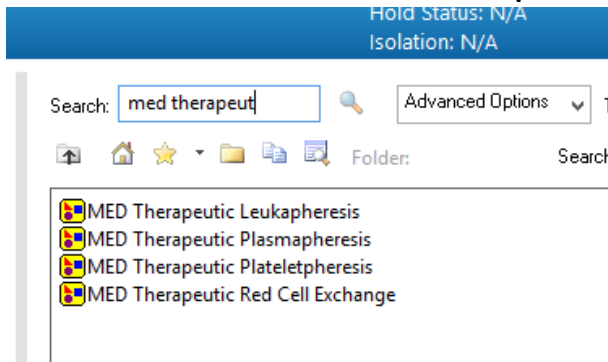 Hold Status: N/A
Isolation: N/A
Search: med therapeut Advanced Options
Folder: Search
MED Therapeutic Leukapheresis
MED Therapeutic Plasmapheresis
MED Therapeutic Plateletpheresis
MED Therapeutic Red Cell Exchange